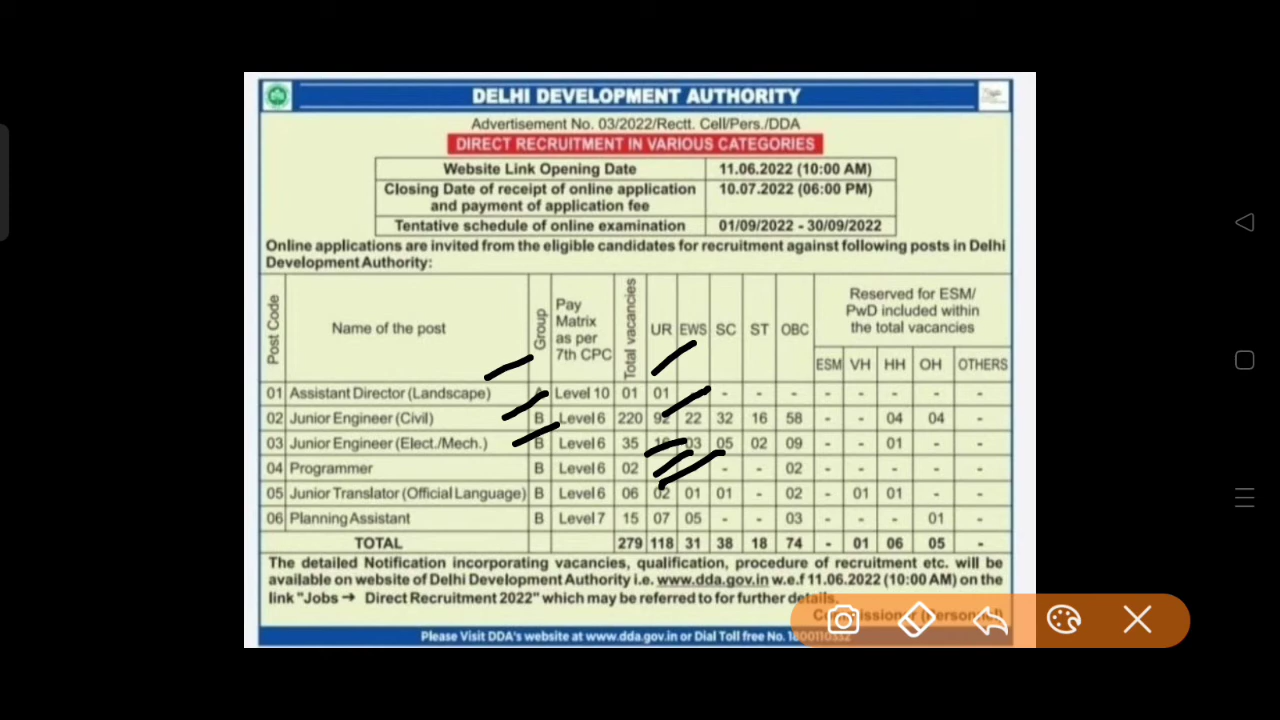 DELHI DEVELOPMENT AUTHORITY
Advertisement No. 03/2022/Rectt. Cell/Pers./DDA
DIRECT RECRUITMENT IN VARIOUS CATEGORIES
Website Link Opening Date 11.06.2022 (10:00 AM)
Closing Date of receipt of online application and payment of application fee 10.07.2022 (06:00 PM)
Tentative schedule of online examination 01/09/2022 - 30/09/2022
Online applications are invited from the eligible candidates for recruitment against following posts in Delhi
Development Authority:
Post Code Name of the post Group Pay Matrix as per 7th CPC Total vacancies UR EWS SC ST OBC Reserved for ESM/ PwD included within the total vacancies
ESM VH HH OH OTHERS
01 Assistant Director (Landscape) A Level 10 01 01 - - - - - - - -
02 Junior Engineer (Civil) B Level 6 220 92 22 32 16 58 - - 04 04 -
03 Junior Engineer (Elect./Mech.) B Level 6 35 03 05 02 09 - - 01 - -
04 Programmer B Level 6 02 - - 02 - - - - -
05 Junior Translator (Official Language) B Level 6 06 02 01 01 - 02 - 01 01 - -
06 Planning Assistant B Level 7 15 07 05 - - 03 - - - 01 -
TOTAL 279 118 31 38 18 74 - 01 06 05 -
The detailed Notification incorporating vacancies, qualification, procedure of recruitment etc. will be
available on website of Delhi Development Authority i.e. www.dda.gov.in w.e.f 11.06.2022 (10:00 AM) on the
link "Jobs → Direct Recruitment 2022" which may be referred to for further details.
Commissioner (Personnel)
Please Visit DDA's website at www.dda.gov.in or Dial Toll free No. 1800110332